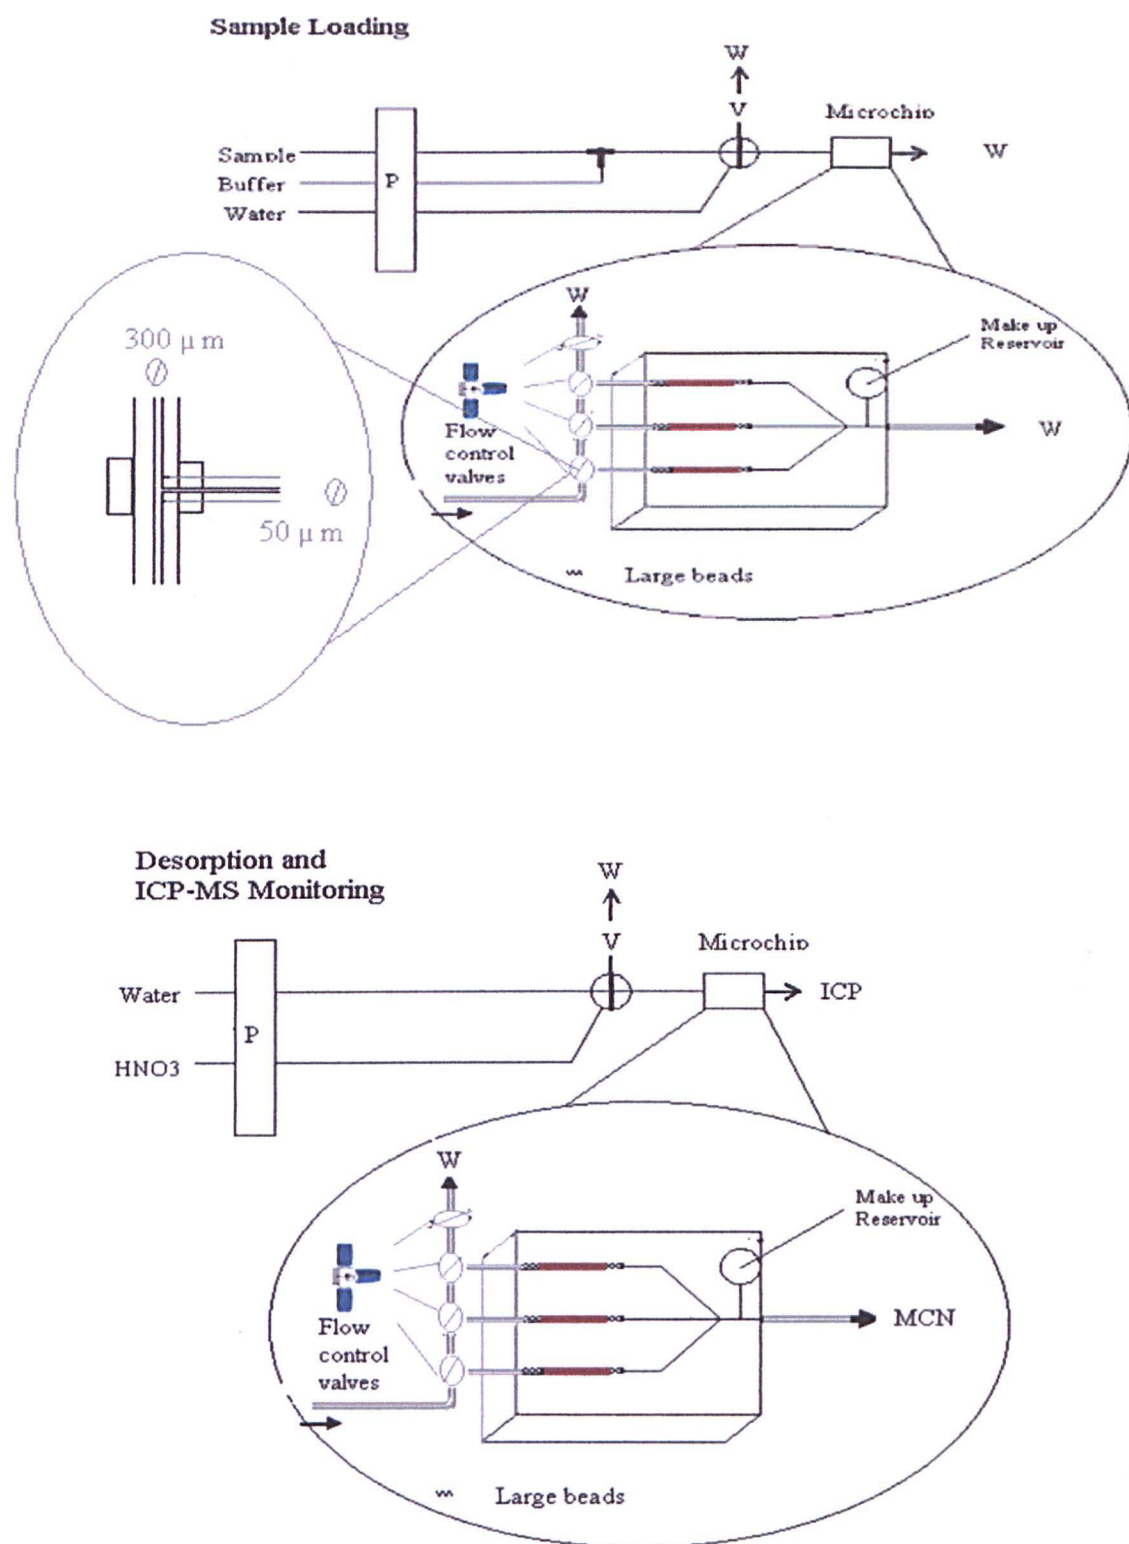 Sample Loading
W
V
Microchip
Sample
Buffer
Water
P
W
300 μm
50 μm
W
Flow
control
valves
Make up
Reservoir
W
Large beads
Desorption and
ICP-MS Monitoring
W
V
Microchip
Water
HNO3
P
ICP
W
Flow
control
valves
Make up
Reservoir
MCN
Large beads